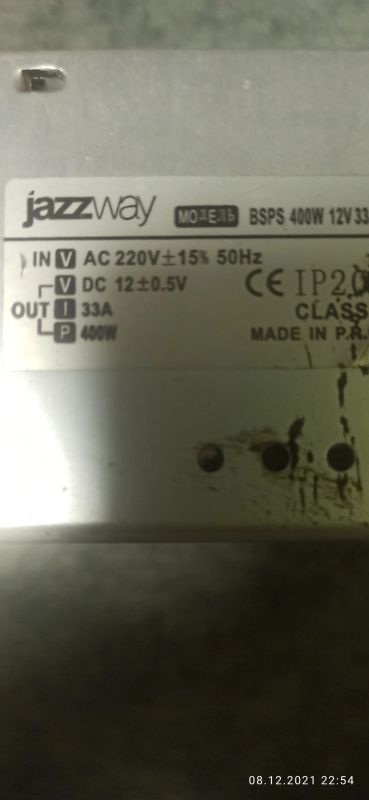 jazzway МОДЕЛЬ BSPS 400W 12V 33
IN V AC 220V±15% 50Hz
V DC 12±0.5V CE IP20
OUT I 33A CLASS
P 400W MADE IN P.R.
08.12.2021 22:54